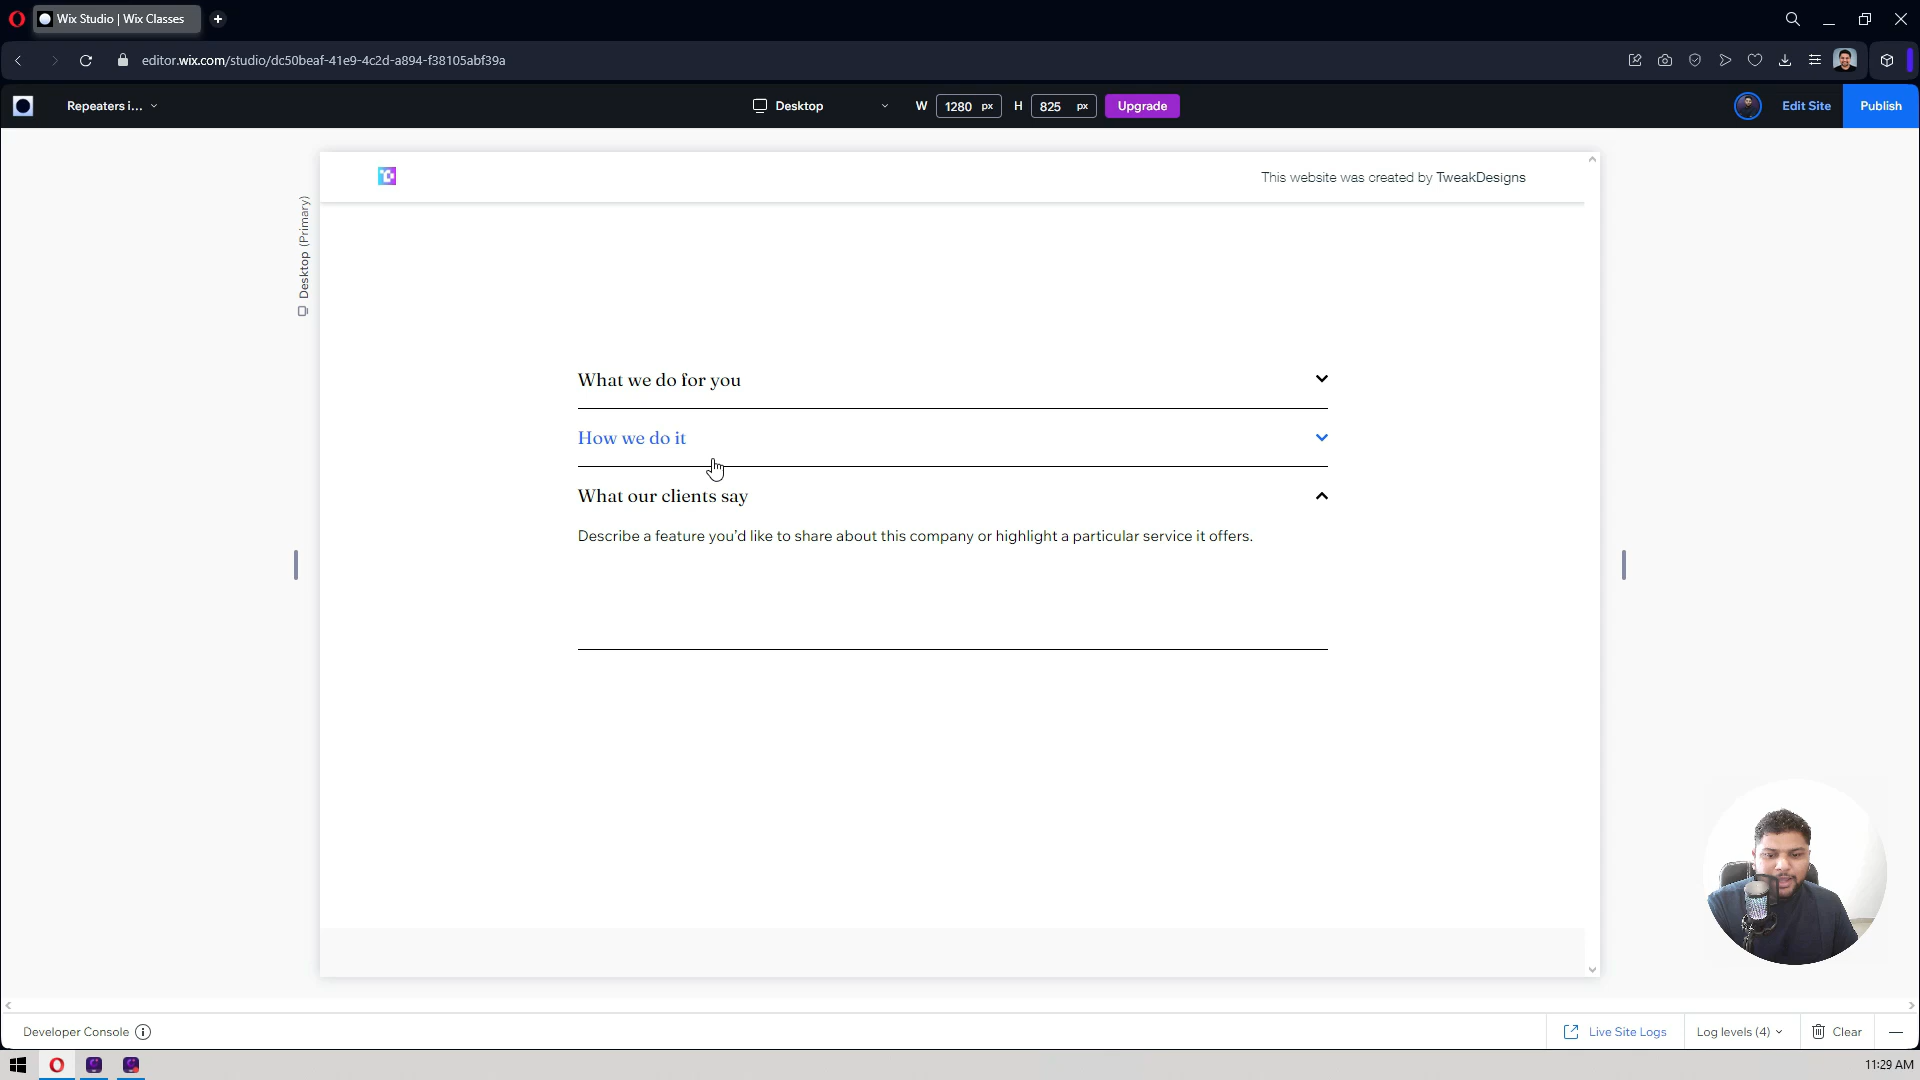 Wix Studio | Wix Classes
editor.wix.com/studio/dc50beaf-41e9-4c2d-a894-f38105abf39a
Repeaters i...
Desktop
W 1280 px H 825 px
Upgrade
Edit Site
Publish
This website was created by TweakDesigns
Desktop (Primary)
What we do for you
How we do it
What our clients say
Describe a feature you'd like to share about this company or highlight a particular service it offers.
Developer Console
Live Site Logs
Log levels (4)
Clear
11:29 AM